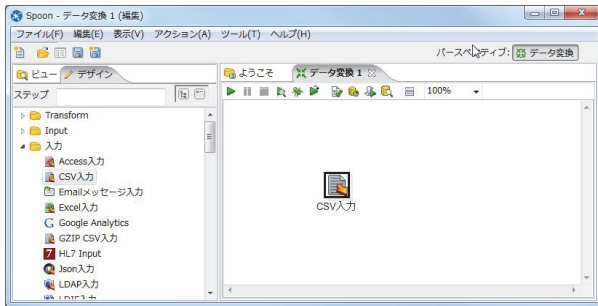 Spoon - データ変換 1 (編集)
ファイル(F) 編集(E) 表示(V) アクション(A) ツール(T) ヘルプ(H)
パースペクティブ: データ変換
ビュー デザイン
ようこそ データ変換 1
ステップ
100%
Transform
Input
入力
Access入力
CSV入力
Emailメッセージ入力
Excel入力
Google Analytics
GZIP CSV入力
HL7 Input
Json入力
LDAP入力
LDIF入力
CSV入力